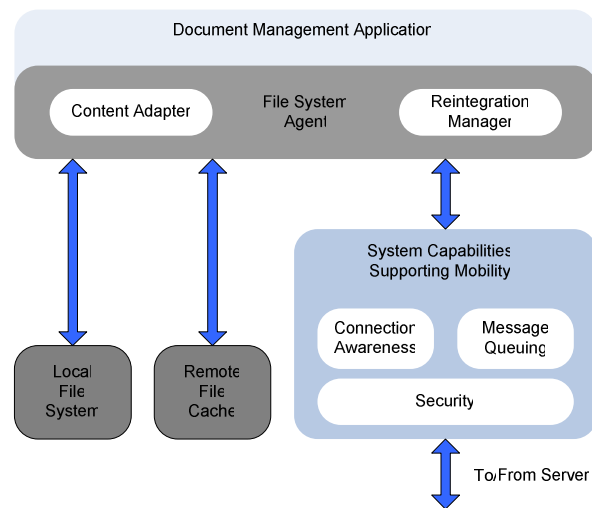 Document Management Application
Content Adapter
File System
Agent
Reintegration
Manager
System Capabilities
Supporting Mobility
Connection
Awareness
Message
Queuing
Security
Local
File
System
Remote
File
Cache
To/From Server